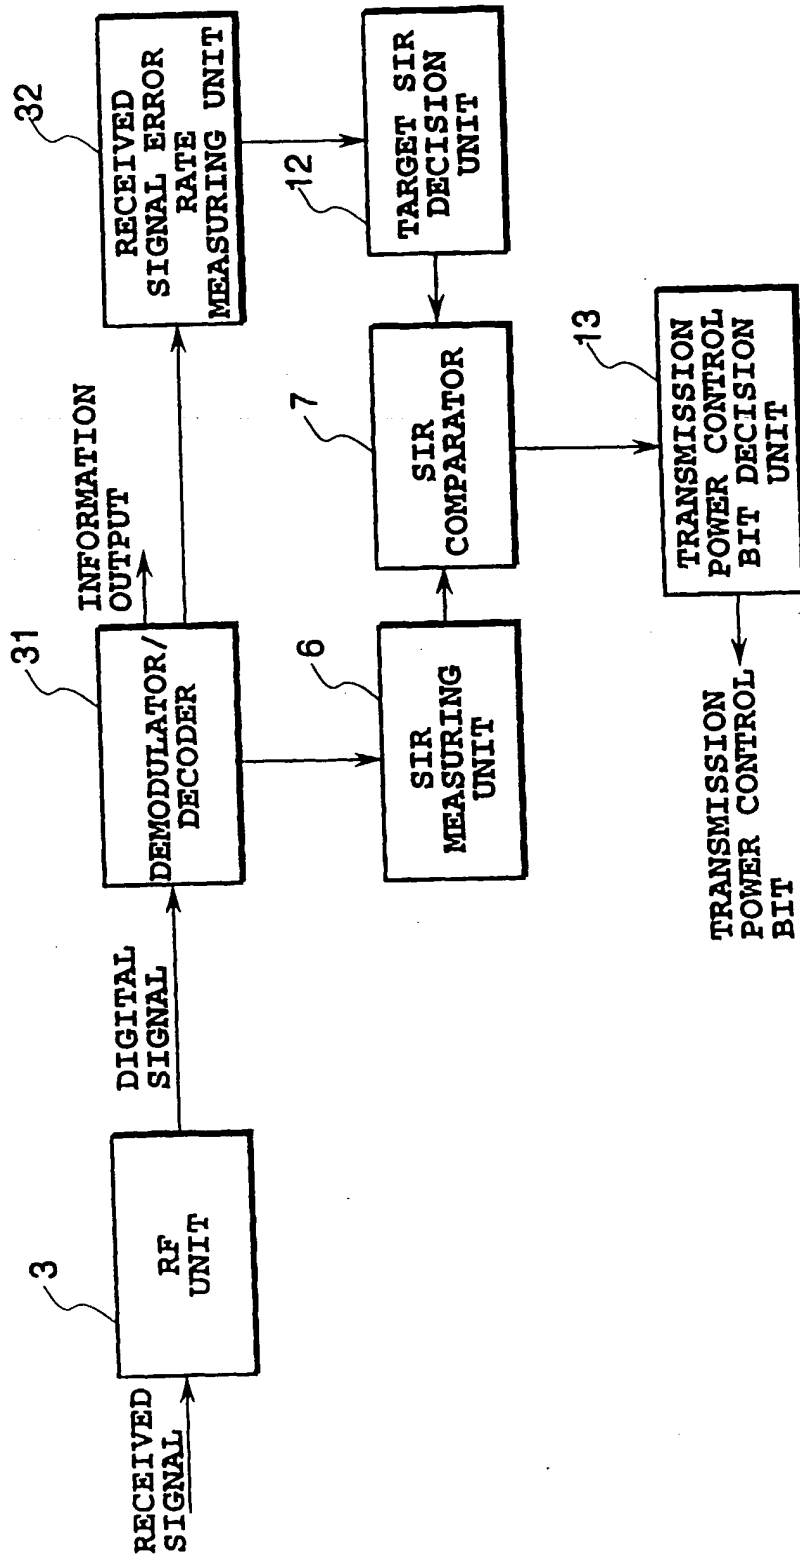 RECEIVED
SIGNAL
3
RF
UNIT
DIGITAL
SIGNAL
31
DEMODULATOR/
DECODER
INFORMATION
OUTPUT
32
RECEIVED
SIGNAL ERROR
RATE
MEASURING UNIT
6
SIR
MEASURING
UNIT
7
SIR
COMPARATOR
12
TARGET SIR
DECISION
UNIT
13
TRANSMISSION
POWER CONTROL
BIT DECISION
UNIT
TRANSMISSION
POWER CONTROL
BIT